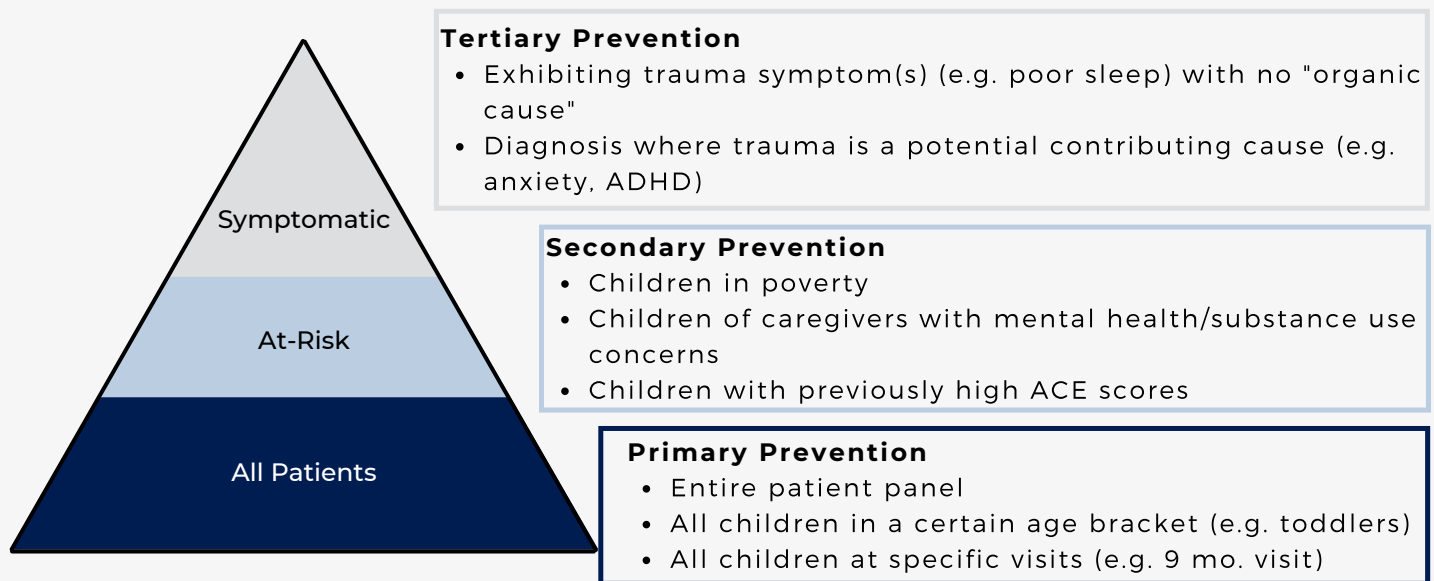 Tertiary Prevention
• Exhibiting trauma symptom(s) (e.g. poor sleep) with no "organic
cause"
• Diagnosis where trauma is a potential contributing cause (e.g.
anxiety, ADHD)
Symptomatic
Secondary Prevention
• Children in poverty
• Children of caregivers with mental health/substance use
concerns
• Children with previously high ACE scores
At-Risk
Primary Prevention
• Entire patient panel
• All children in a certain age bracket (e.g. toddlers)
• All children at specific visits (e.g. 9 mo. visit)
All Patients